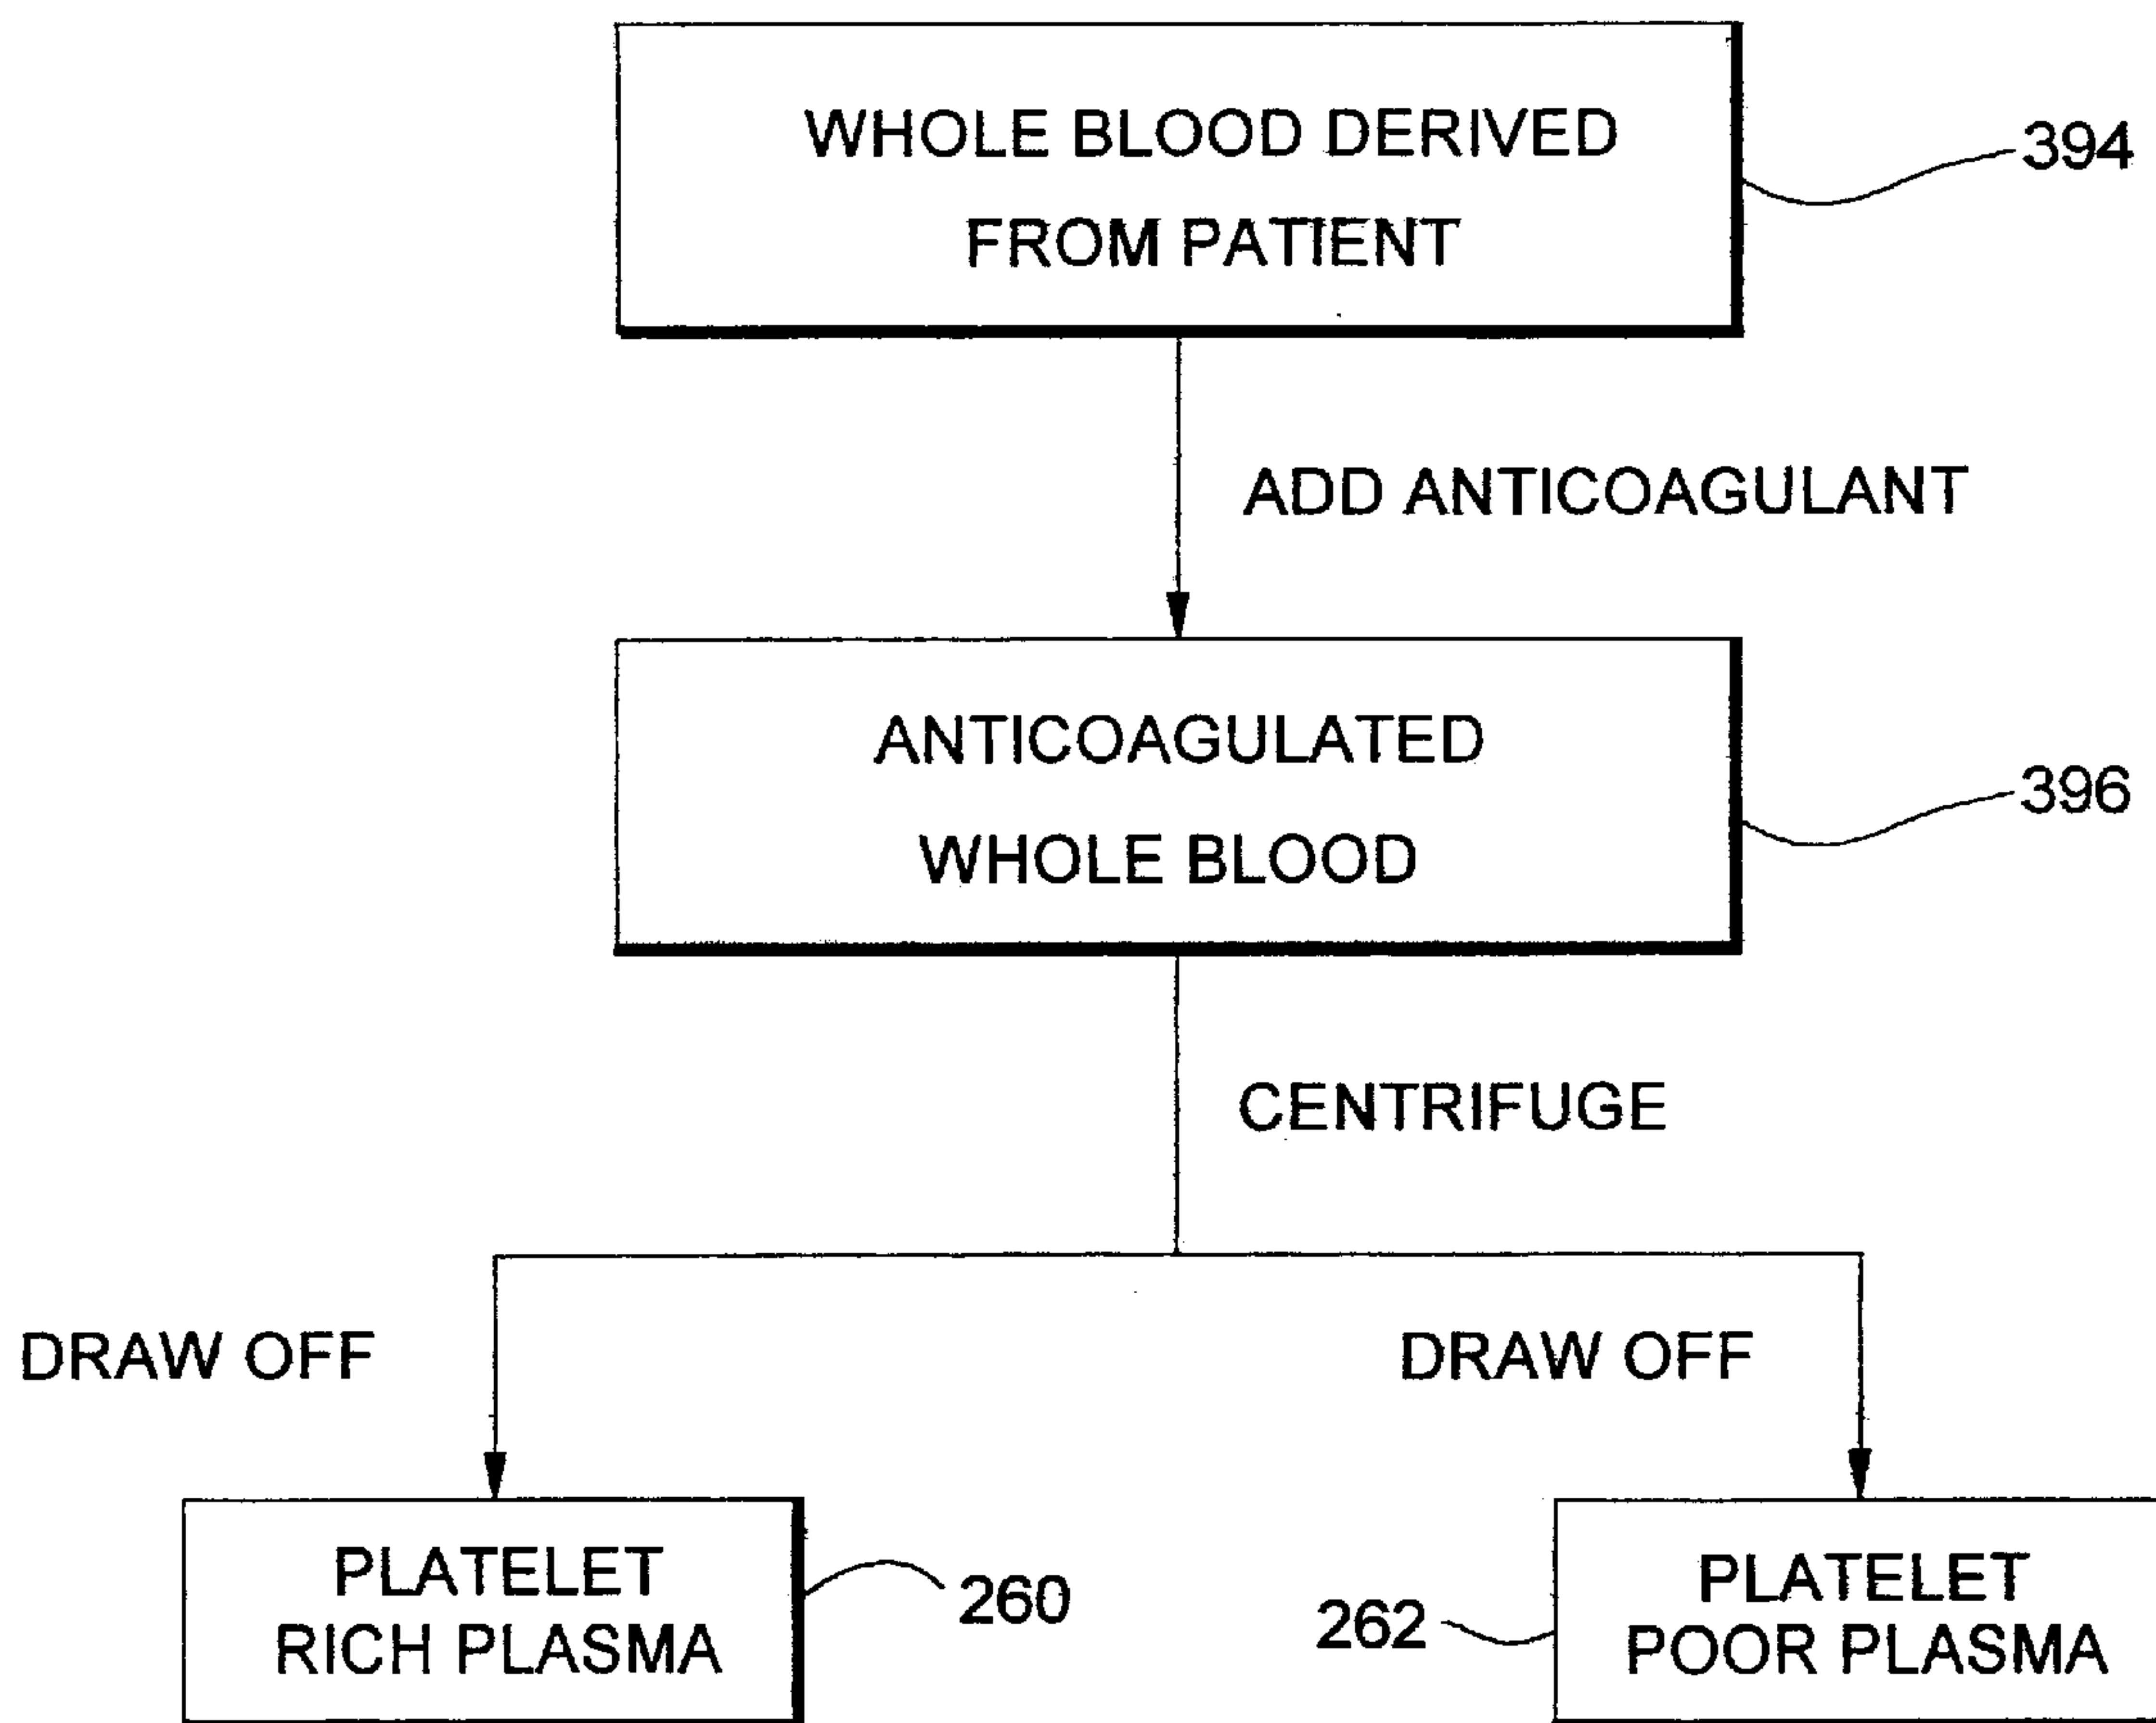 WHOLE BLOOD DERIVED
FROM PATIENT
394
ADD ANTICOAGULANT
ANTICOAGULATED
WHOLE BLOOD
396
CENTRIFUGE
DRAW OFF
DRAW OFF
PLATELET
RICH PLASMA
260
262
PLATELET
POOR PLASMA